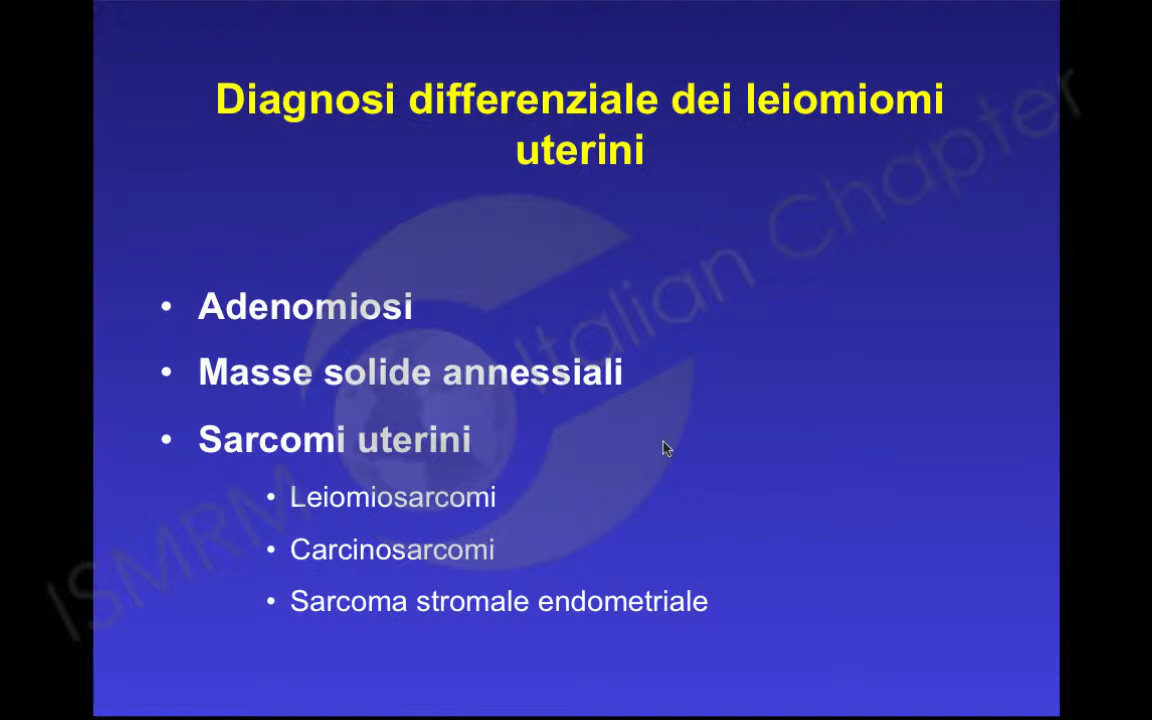 Diagnosi differenziale dei leiomiomi
uterini
• Adenomiosi
• Masse solide annessiali
• Sarcomi uterini
• Leiomiosarcomi
• Carcinosarcomi
• Sarcoma stromale endometriale
ISMRM Italian Chapter